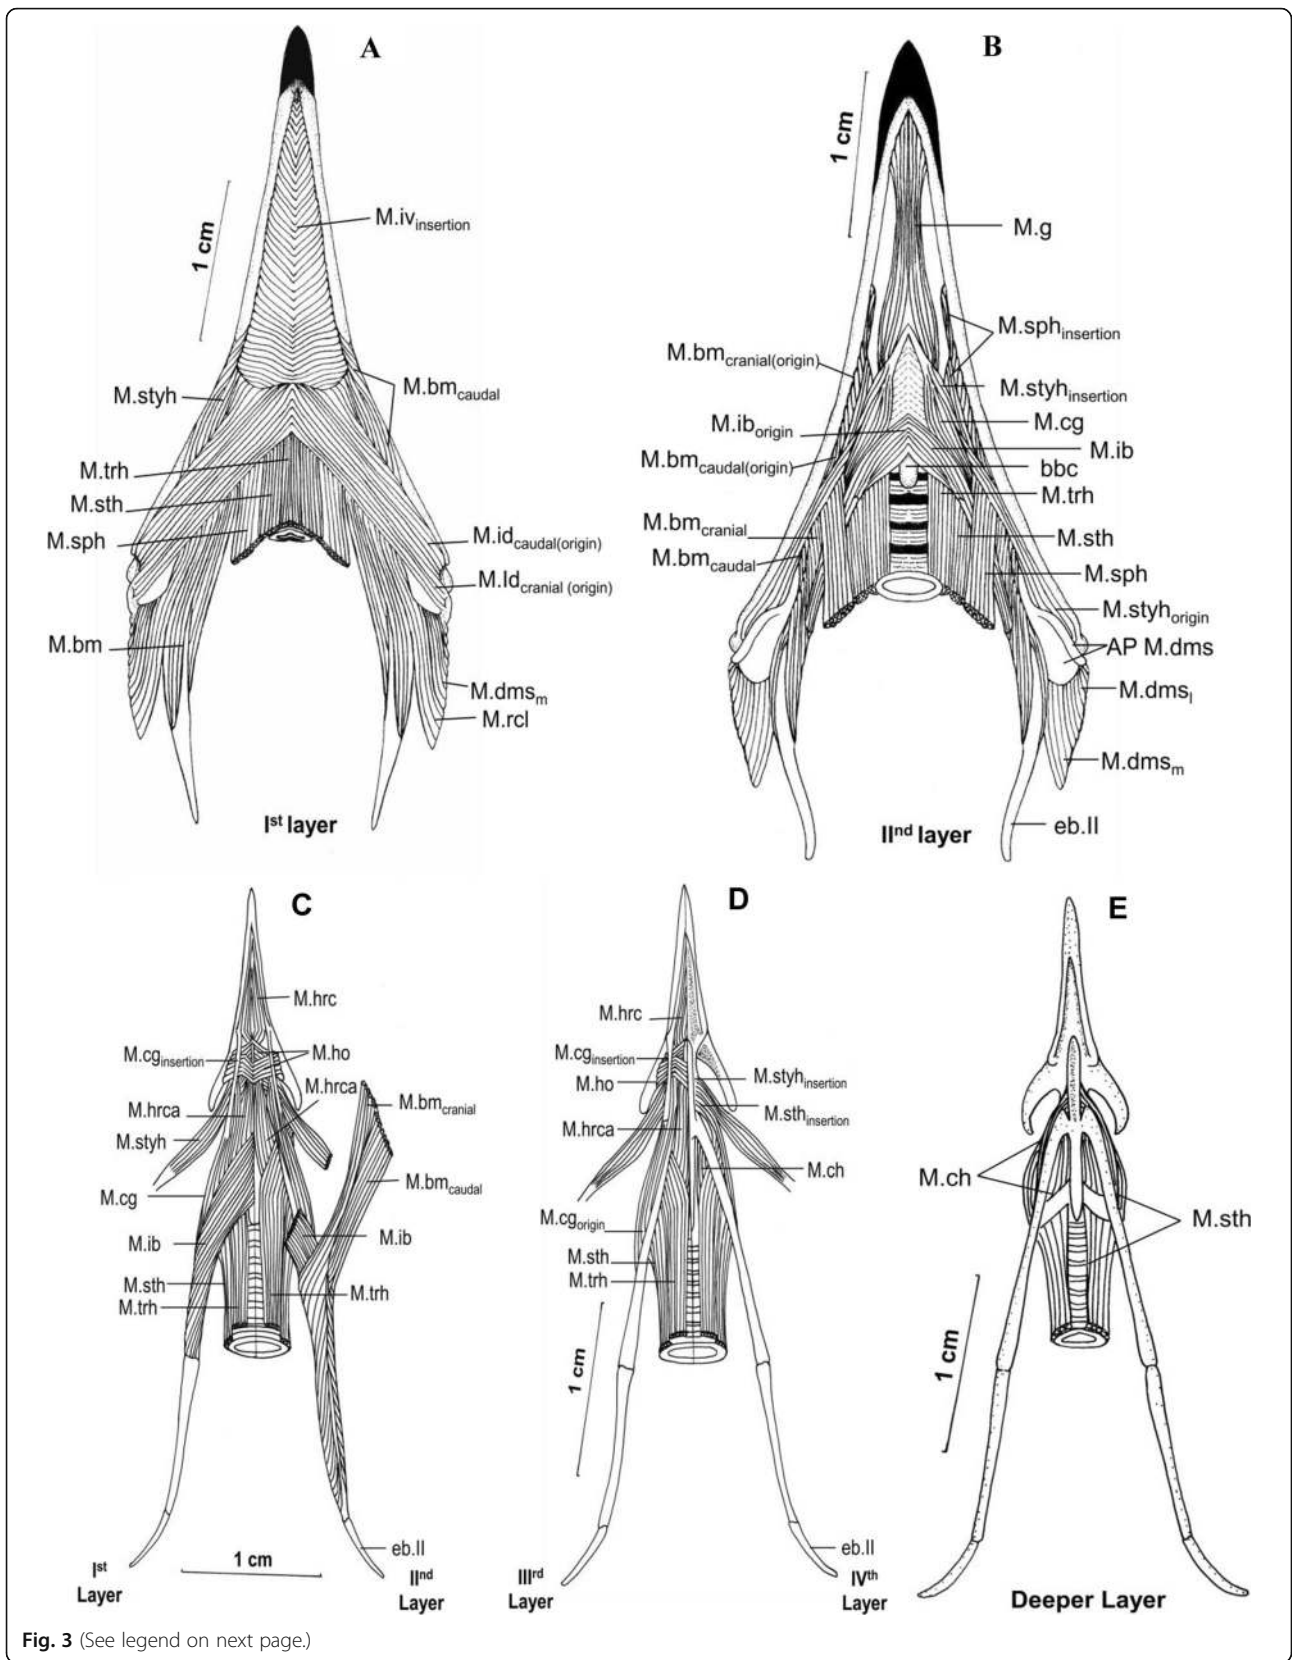 A
1 cm
M.iv insertion
M.styh
M.bm caudal
M.trh
M.sth
M.sph
M.id caudal(origin)
M.Id cranial (origin)
M.bm
M.dms m
M.rcl
Ist layer
B
1 cm
M.g
M.sph insertion
M.bm cranial(origin)
M.styh insertion
M.cg
M.ib origin
M.ib
M.bm caudal(origin)
bbc
M.trh
M.bm cranial
M.sth
M.bm caudal
M.sph
M.styh origin
AP M.dms
M.dms l
M.dms m
eb.II
IInd layer
C
M.hrc
M.cg insertion
M.ho
M.hrca
M.hrca
M.bm cranial
M.styh
M.bm caudal
M.cg
M.ib
M.ib
M.sth
M.trh
M.trh
eb.II
1 cm
Ist
Layer
IInd
Layer
D
M.hrc
M.cg insertion
M.ho
M.styh insertion
M.sth insertion
M.hrca
M.ch
M.cg origin
M.sth
M.trh
1 cm
eb.II
IIIrd
Layer
IVth
Layer
E
M.ch
M.sth
1 cm
Deeper Layer
Fig. 3 (See legend on next page.)